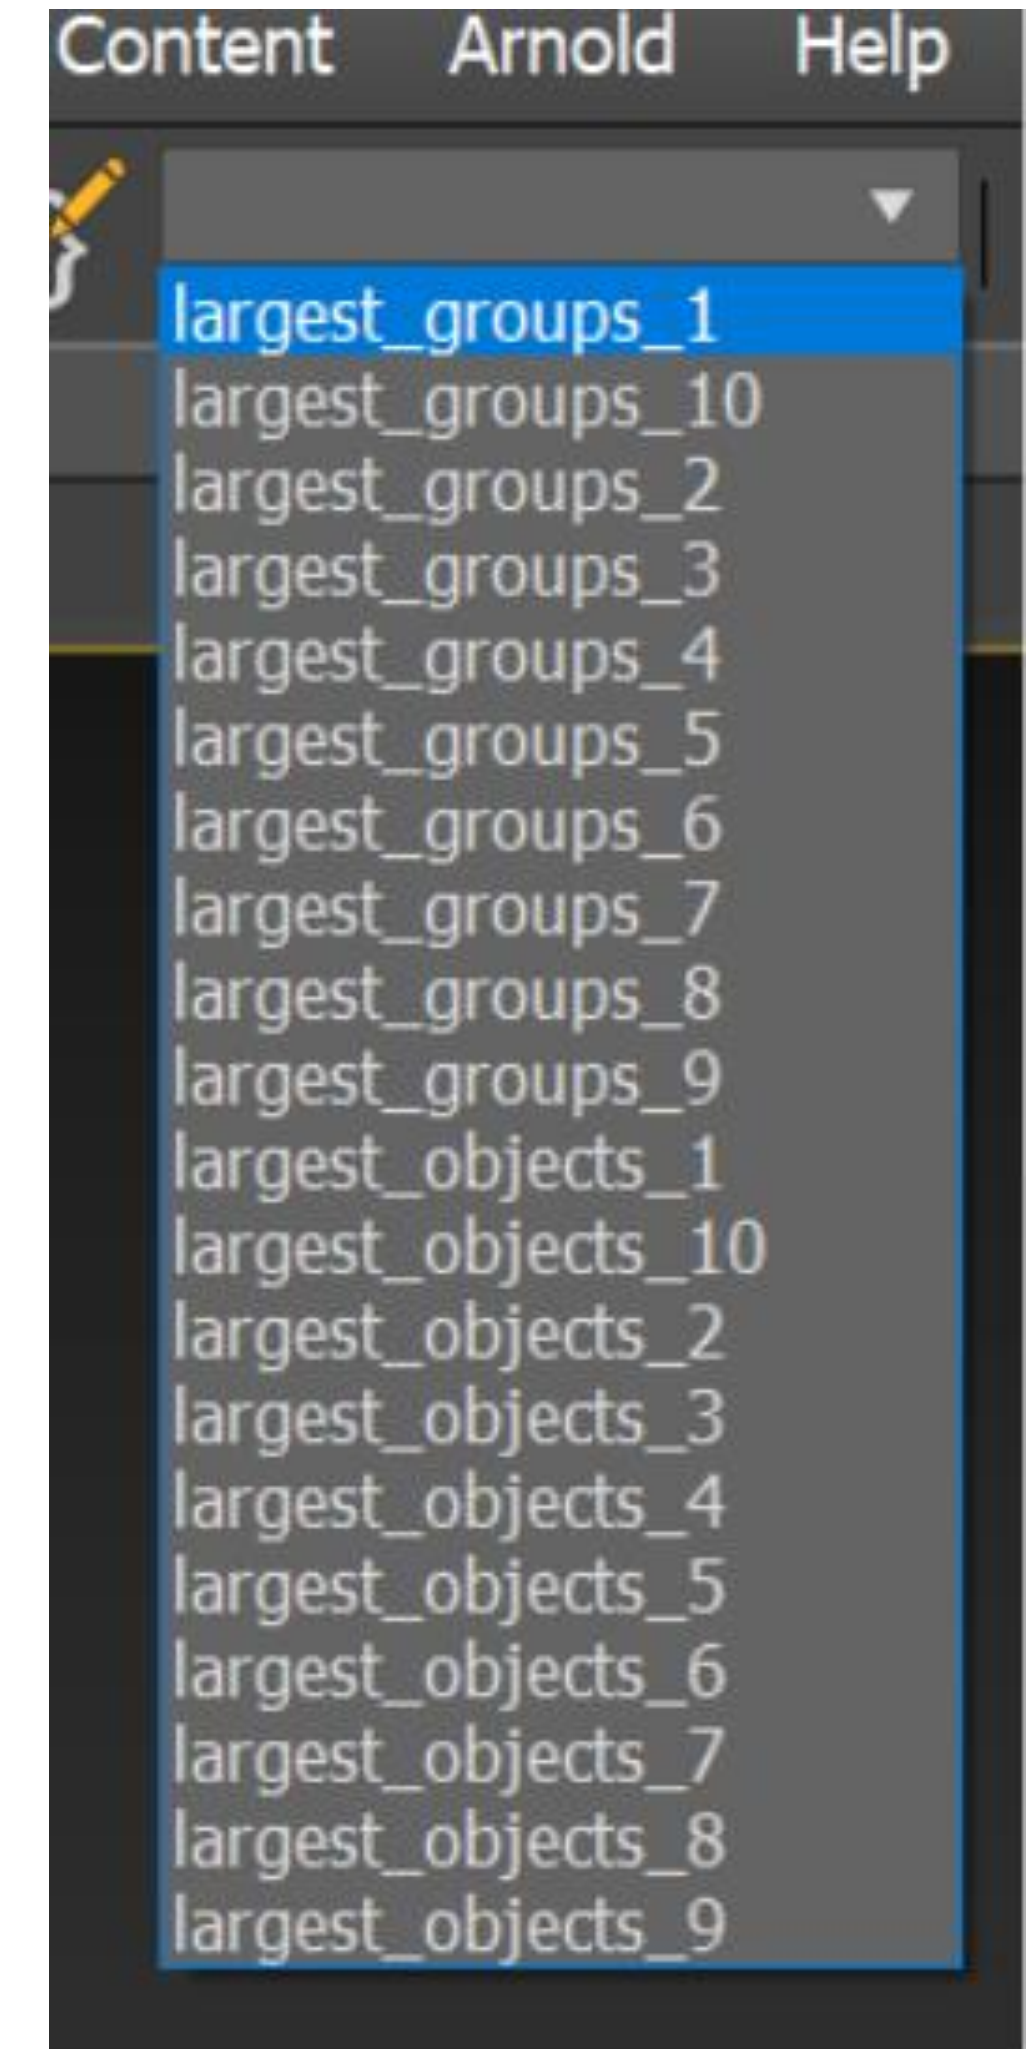 Content Arnold Help
largest_groups_1
largest_groups_10
largest_groups_2
largest_groups_3
largest_groups_4
largest_groups_5
largest_groups_6
largest_groups_7
largest_groups_8
largest_groups_9
largest_objects_1
largest_objects_10
largest_objects_2
largest_objects_3
largest_objects_4
largest_objects_5
largest_objects_6
largest_objects_7
largest_objects_8
largest_objects_9